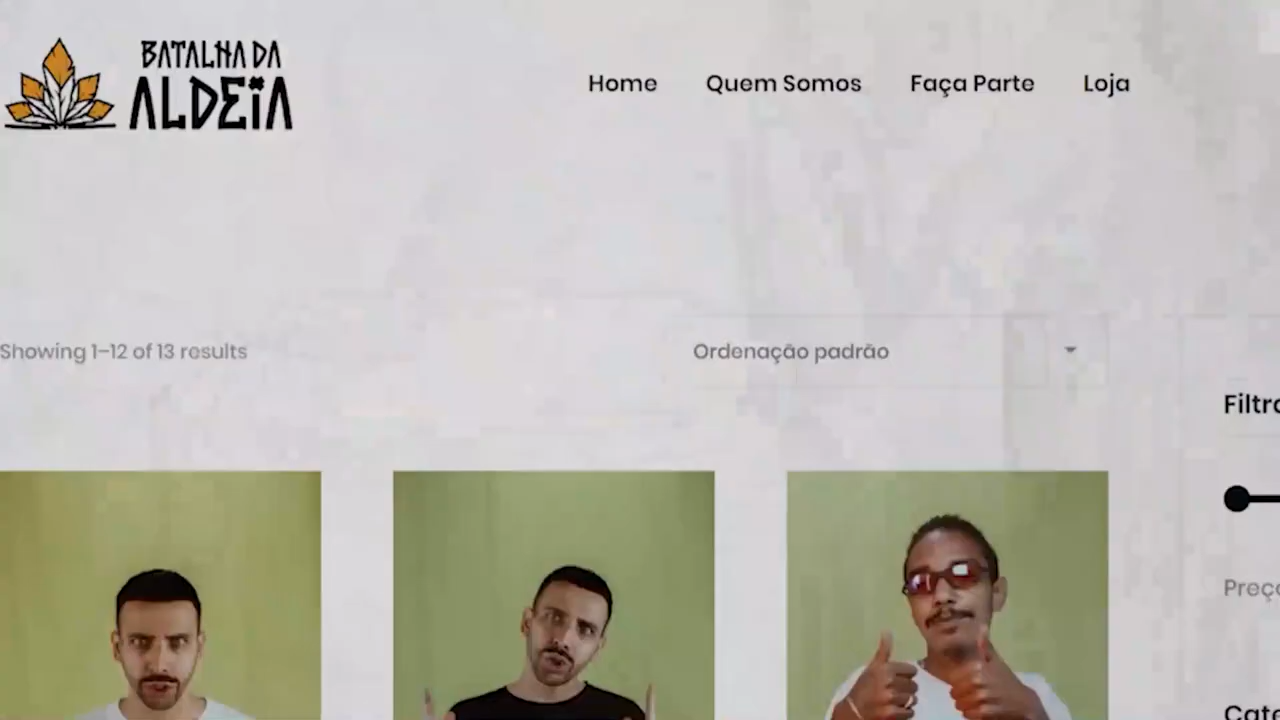 BATALHA DA
ALDEIA
Home Quem Somos Faça Parte Loja
Showing 1–12 of 13 results
Ordenação padrão